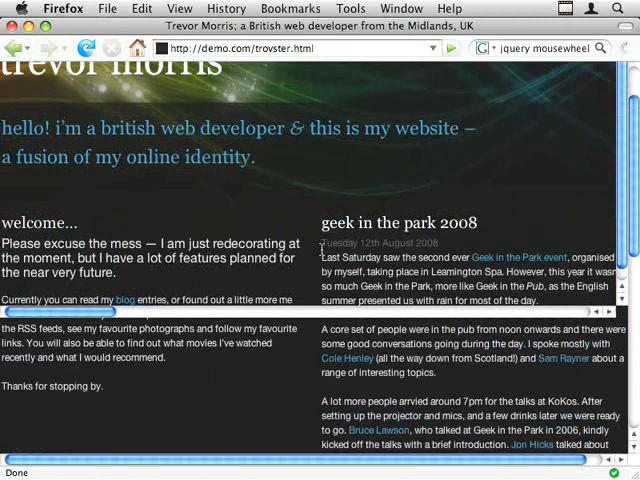 Firefox File Edit View History Bookmarks Tools Window Help
Trevor Morris; a British web developer from the Midlands, UK
http://demo.com/trovster.html
jquery mousewheel
trevor morris
hello! i'm a british web developer & this is my website –
a fusion of my online identity.
welcome...
Please excuse the mess — I am just redecorating at
the moment, but I have a lot of features planned for
the near very future.
Currently you can read my blog entries, or found out a little more me
the RSS feeds, see my favourite photographs and follow my favourite
links. You will also be able to find out what movies I've watched
recently and what I would recommend.
Thanks for stopping by.
geek in the park 2008
Tuesday 12th August 2008
Last Saturday saw the second ever Geek in the Park event, organised
by myself, taking place in Leamington Spa. However, this year it wasn
so much Geek in the Park, more like Geek in the Pub, as the English
summer presented us with rain for most of the day.
A core set of people were in the pub from noon onwards and there were
some good conversations going during the day. I spoke mostly with
Cole Henley (all the way down from Scotland!) and Sam Rayner about a
range of interesting topics.
A lot more people arrvied around 7pm for the talks at KoKos. After
setting up the projector and mics, and a few drinks later we were ready
to go. Bruce Lawson, who talked at Geek in the Park in 2006, kindly
kicked off the talks with a brief introduction. Jon Hicks talked about
Done